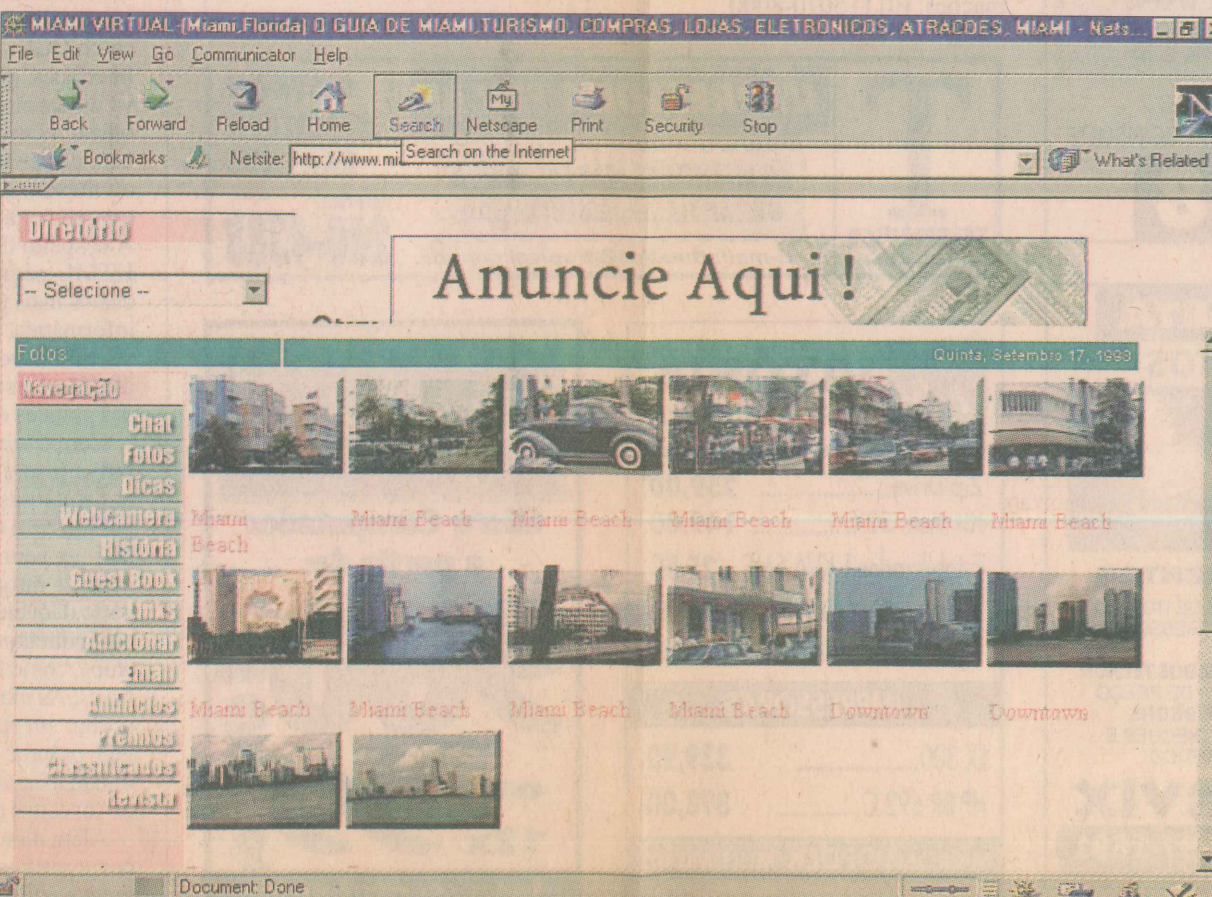 MIAMI VIRTUAL-[Miami,Florida] O GUIA DE MIAMI,TURISMO, COMPRAS, LOJAS, ELETRONICOS, ATRACOES, MIAMI - Nets...
File Edit View Go Communicator Help
Back Forward Reload Home Search Netscape Print Security Stop
My
N
Bookmarks Netsite: http://www.mi
Search on the Internet
What's Related
Diretório
-- Selecione --
Anuncie Aqui !
Fotos
Quinta, Setembro 17, 1998
Navegação
Chat
Fotos
Dicas
Webcamera
História
Guest Book
Links
Adicionar
Email
Anúncios
Prêmios
Classificados
Revista
Miami Beach
Miami Beach
Miami Beach
Miami Beach
Miami Beach
Miami Beach
Miami Beach
Miami Beach
Miami Beach
Miami Beach
Downtown
Downtown
Document: Done